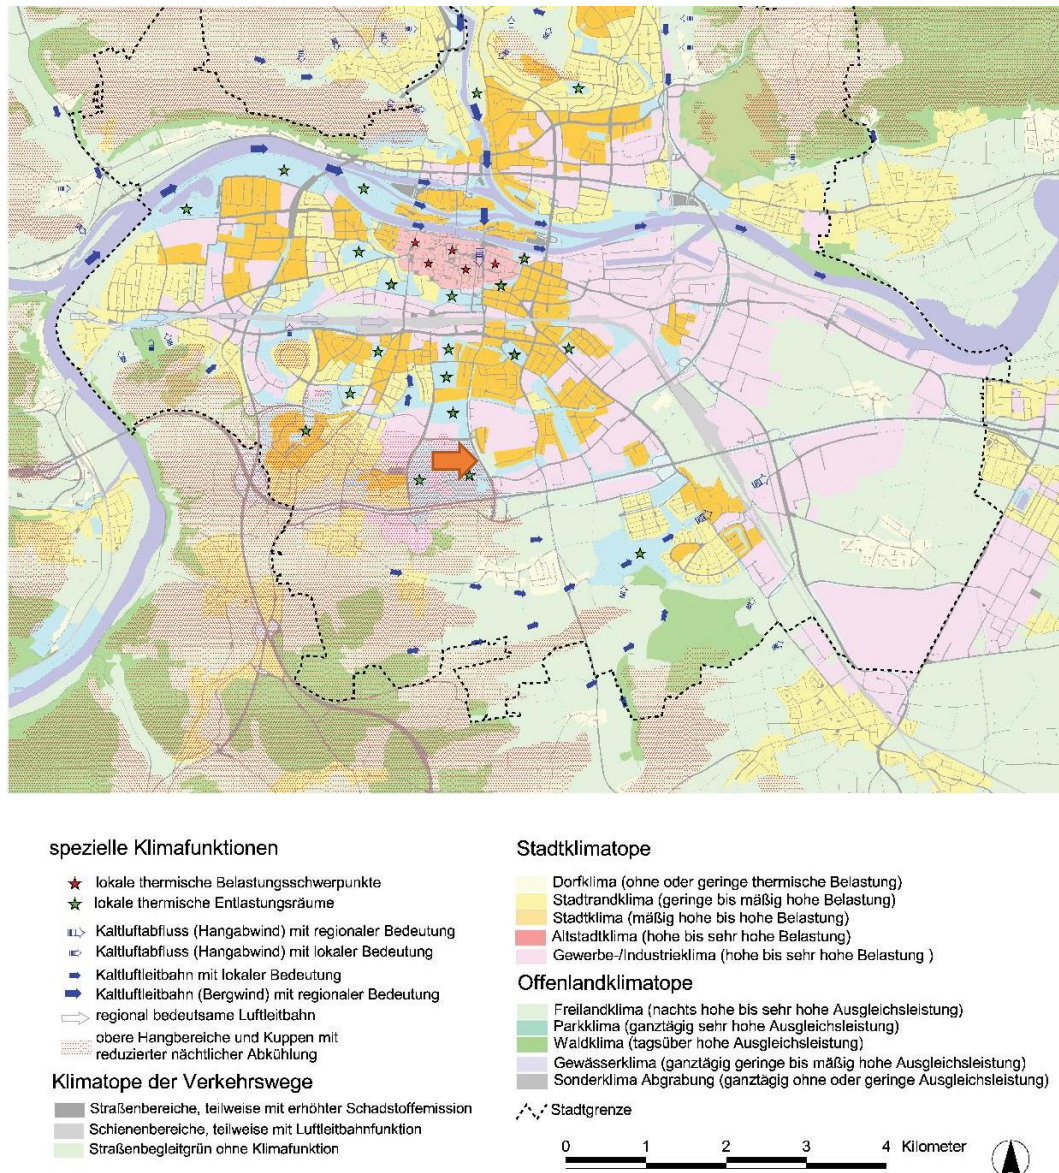 spezielle Klimafunktionen
lokale thermische Belastungsschwerpunkte
lokale thermische Entlastungsräume
Kaltluftabfluss (Hangabwind) mit regionaler Bedeutung
Kaltluftabfluss (Hangabwind) mit lokaler Bedeutung
Kaltluftleitbahn mit lokaler Bedeutung
Kaltluftleitbahn (Bergwind) mit regionaler Bedeutung
regional bedeutsame Luftleitbahn
obere Hangbereiche und Kuppen mit
reduzierter nächtlicher Abkühlung
Klimatope der Verkehrswege
Straßenbereiche, teilweise mit erhöhter Schadstoffemission
Schienenbereiche, teilweise mit Luftleitbahnfunktion
Straßenbegleitgrün ohne Klimafunktion
Stadtklimatope
Dorfklima (ohne oder geringe thermische Belastung)
Stadtrandklima (geringe bis mäßig hohe Belastung)
Stadtklima (mäßig hohe bis hohe Belastung)
Altstadtklima (hohe bis sehr hohe Belastung)
Gewerbe-/Industrieklima (hohe bis sehr hohe Belastung )
Offenlandklimatope
Freilandklima (nachts hohe bis sehr hohe Ausgleichsleistung)
Parkklima (ganztägig sehr hohe Ausgleichsleistung)
Waldklima (tagsüber hohe Ausgleichsleistung)
Gewässerklima (ganztägig geringe bis mäßig hohe Ausgleichsleistung)
Sonderklima Abgrabung (ganztägig ohne oder geringe Ausgleichsleistung)
Stadtgrenze
0 1 2 3 4 Kilometer